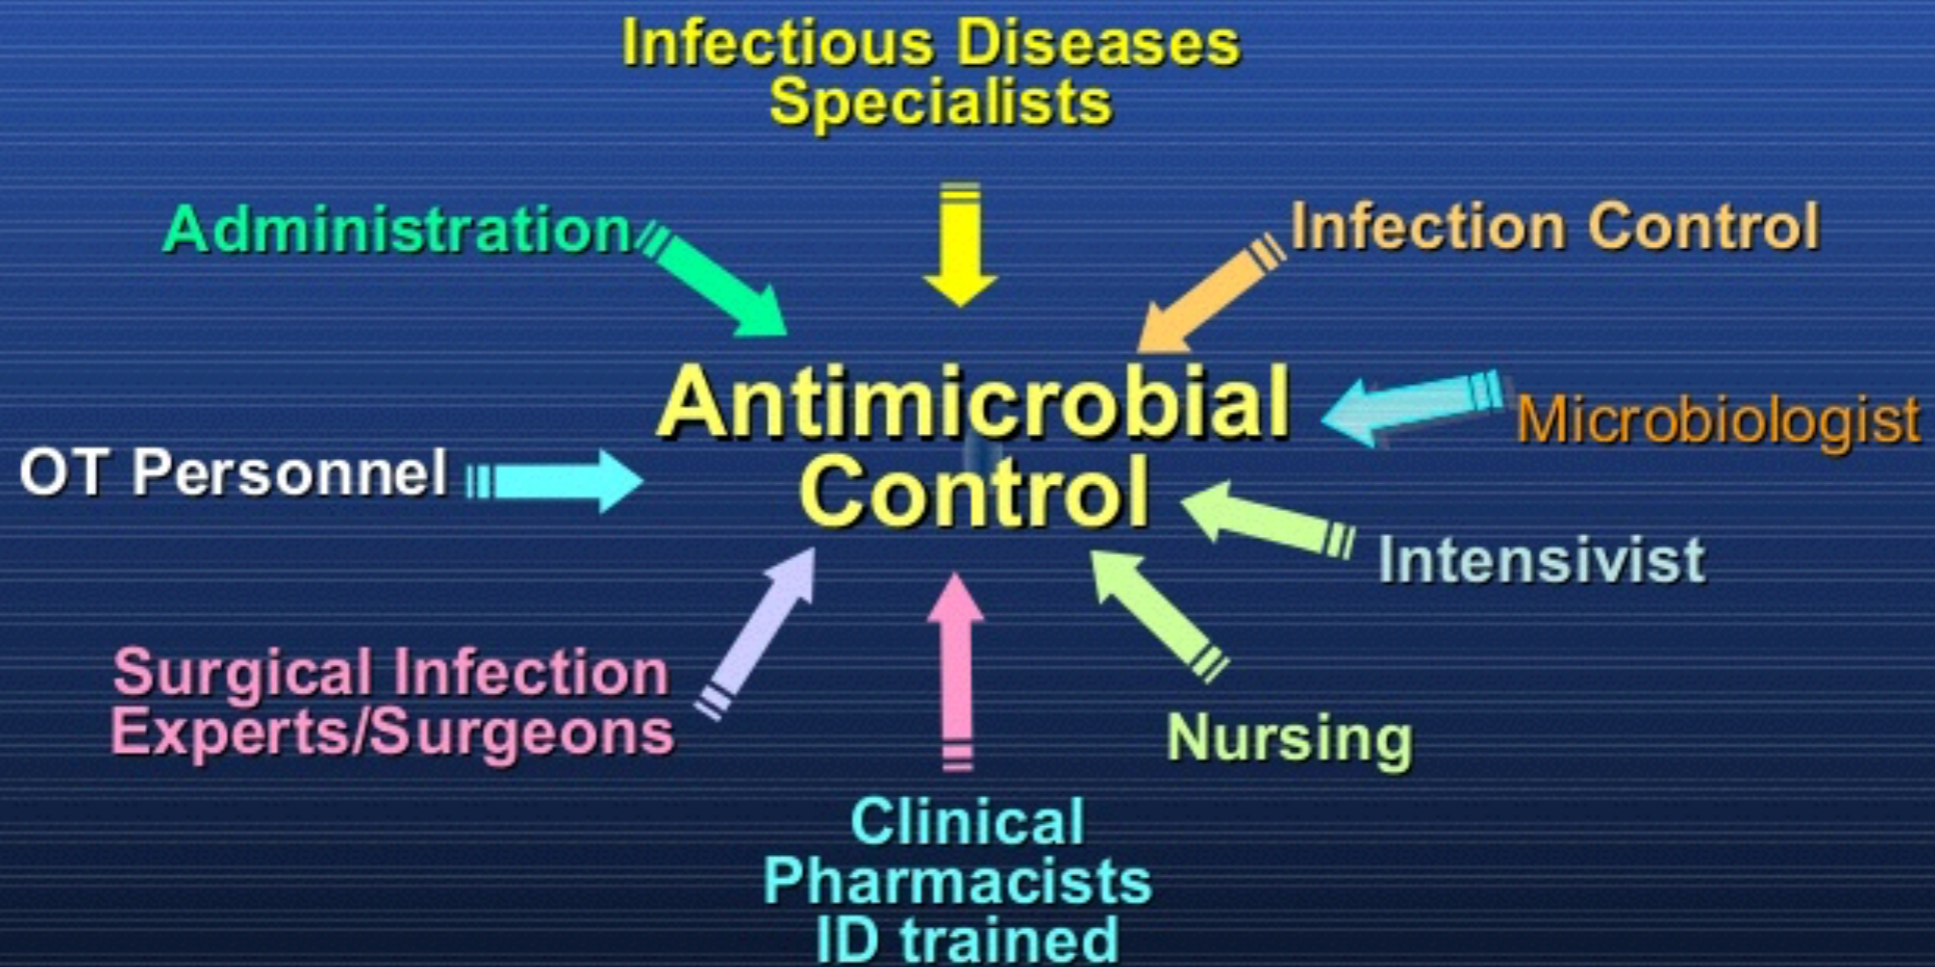 Infectious Diseases
Specialists
Administration
Infection Control
Antimicrobial
Control
Microbiologist
OT Personnel
Intensivist
Surgical Infection
Experts/Surgeons
Nursing
Clinical
Pharmacists
ID trained